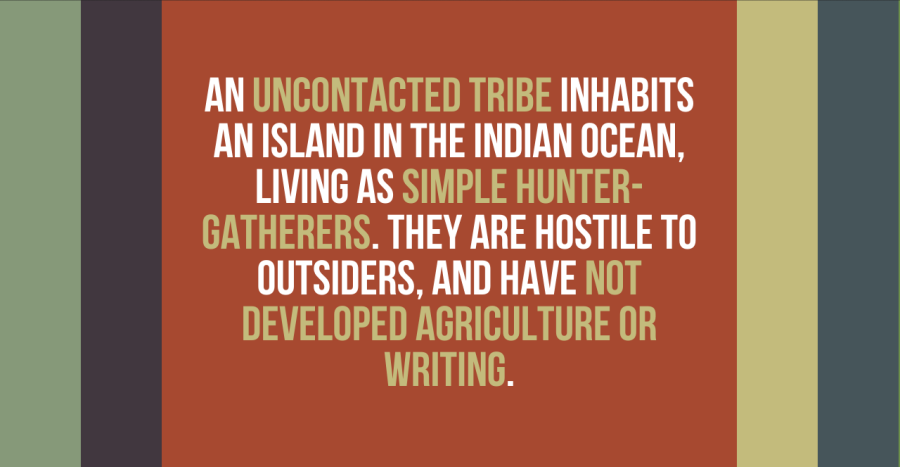 AN UNCONTACTED TRIBE INHABITS
AN ISLAND IN THE INDIAN OCEAN,
LIVING AS SIMPLE HUNTER-
GATHERERS. THEY ARE HOSTILE TO
OUTSIDERS, AND HAVE NOT
DEVELOPED AGRICULTURE OR
WRITING.